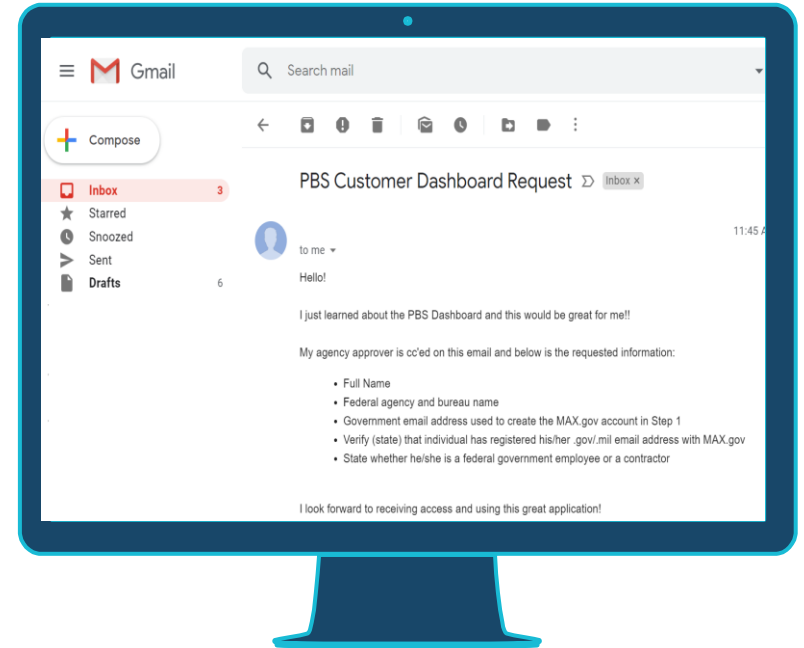 Gmail
Search mail
Compose
Inbox 3
Starred
Snoozed
Sent
Drafts 6
PBS Customer Dashboard Request Inbox ×
11:45 A
to me
Hello!
I just learned about the PBS Dashboard and this would be great for me!!
My agency approver is cc'ed on this email and below is the requested information:
• Full Name
• Federal agency and bureau name
• Government email address used to create the MAX.gov account in Step 1
• Verify (state) that individual has registered his/her .gov/.mil email address with MAX.gov
• State whether he/she is a federal government employee or a contractor
I look forward to receiving access and using this great application!